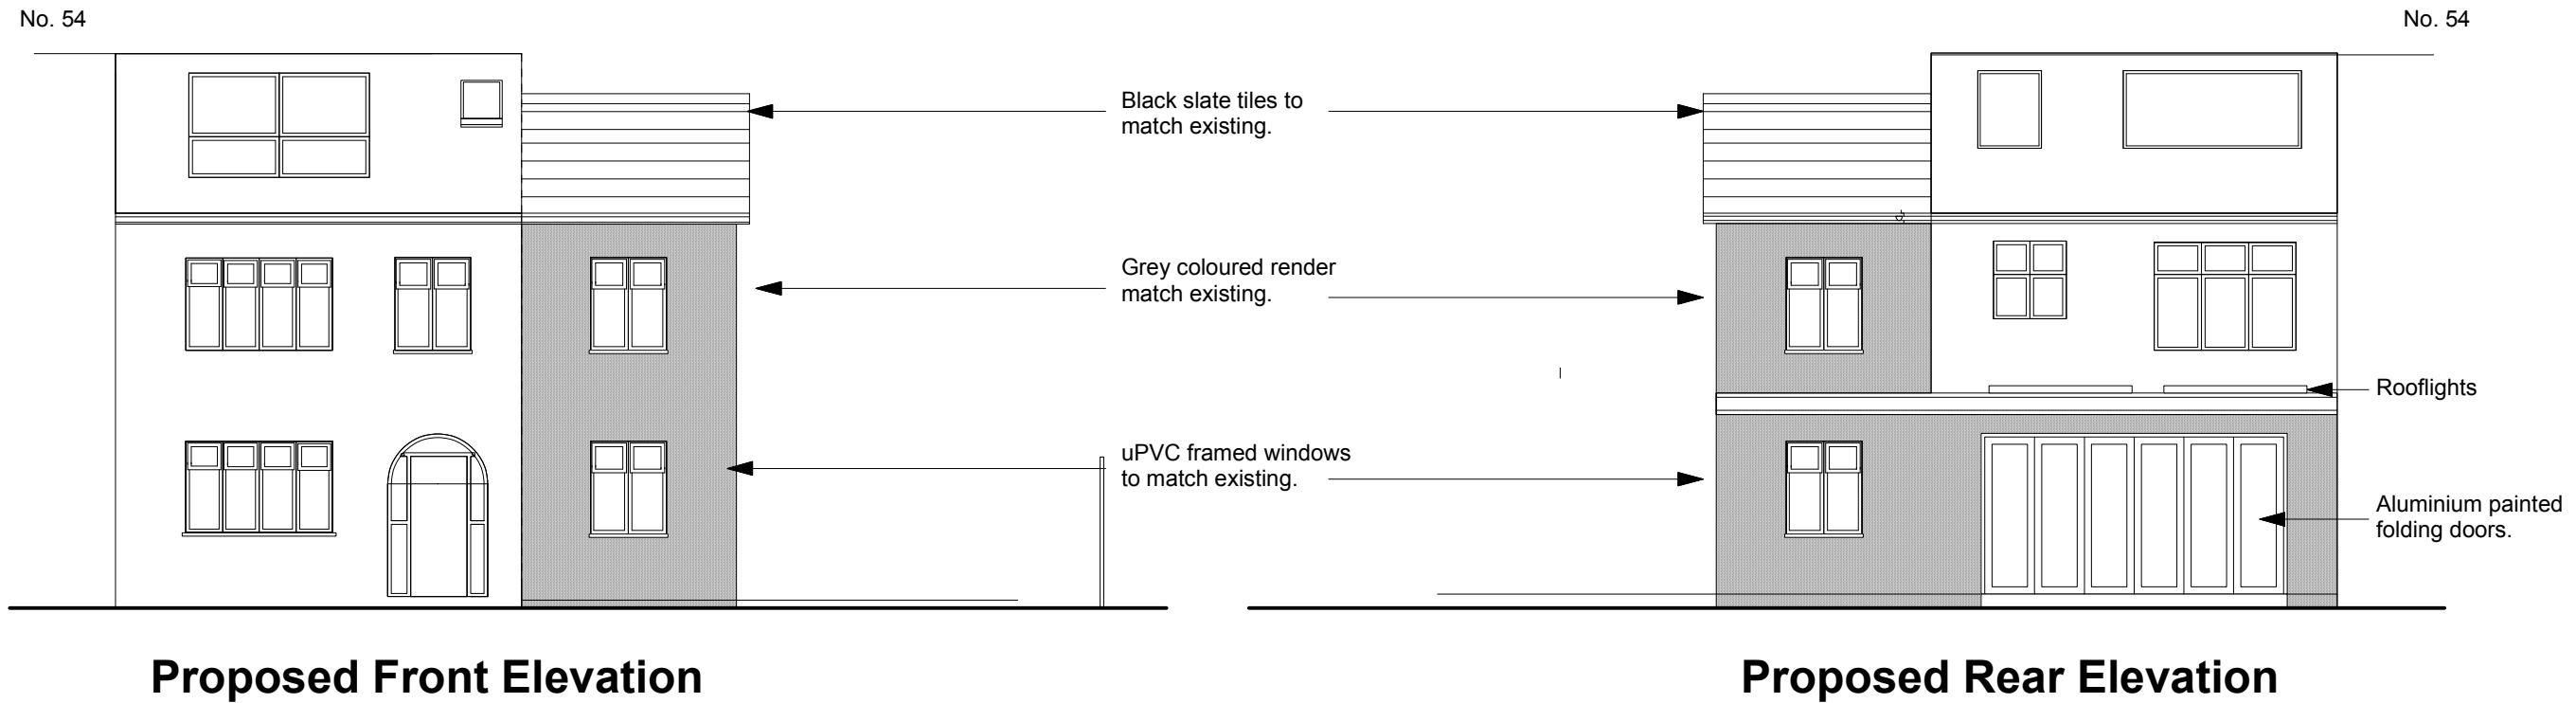 No. 54
No. 54
Black slate tiles to
match existing.
Grey coloured render
match existing.
Rooflights
uPVC framed windows
to match existing.
Aluminium painted
folding doors.
Proposed Front Elevation
Proposed Rear Elevation